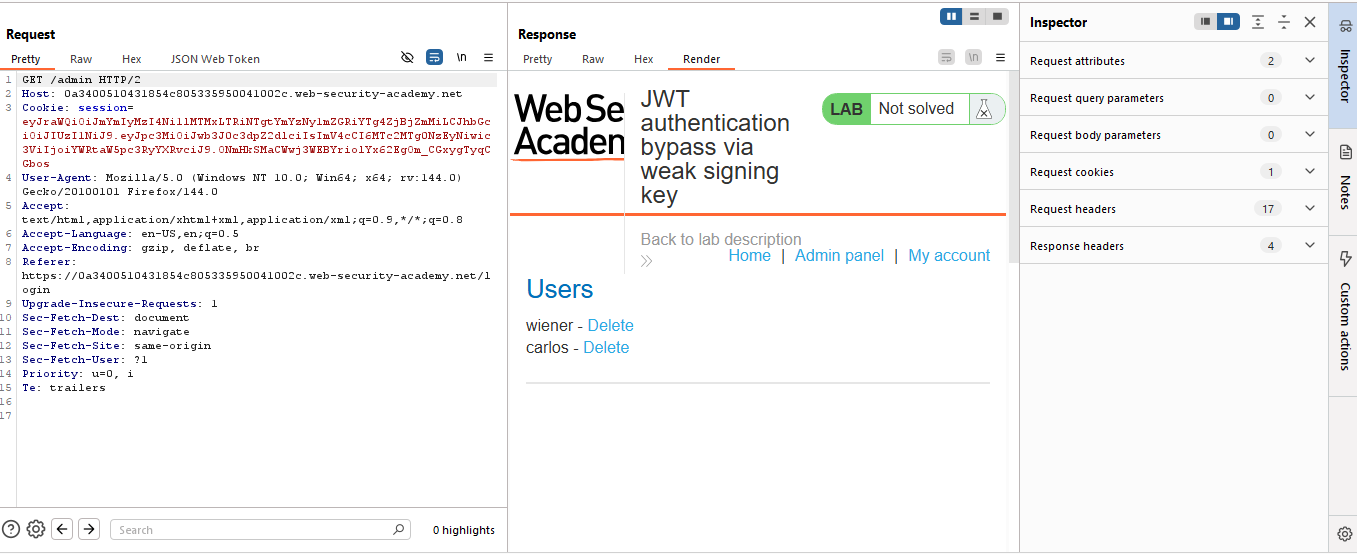 Request
Pretty Raw Hex JSON Web Token \n
1 GET /admin HTTP/2
2 Host: 0a3400510431854c805335950041002c.web-security-academy.net
3 Cookie: session=
4 User-Agent: Mozilla/5.0 (Windows NT 10.0; Win64; x64; rv:144.0)
Gecko/20100101 Firefox/144.0
5 Accept:
text/html,application/xhtml+xml,application/xml;q=0.9,*/*;q=0.8
6 Accept-Language: en-US,en;q=0.5
7 Accept-Encoding: gzip, deflate, br
8 Referer:
https://0a3400510431854c805335950041002c.web-security-academy.net/l
ogin
9 Upgrade-Insecure-Requests: 1
10 Sec-Fetch-Dest: document
11 Sec-Fetch-Mode: navigate
12 Sec-Fetch-Site: same-origin
13 Sec-Fetch-User: ?1
14 Priority: u=0, i
15 Te: trailers
16
17
Search
0 highlights
Response
Pretty Raw Hex Render \n
Web Se
Academ
JWT
authentication
bypass via
weak signing
key
LAB Not solved
Back to lab description
Home | Admin panel | My account
Users
wiener - Delete
carlos - Delete
Inspector
Request attributes 2
Request query parameters 0
Request body parameters 0
Request cookies 1
Request headers 17
Response headers 4
Inspector
Notes
Custom actions